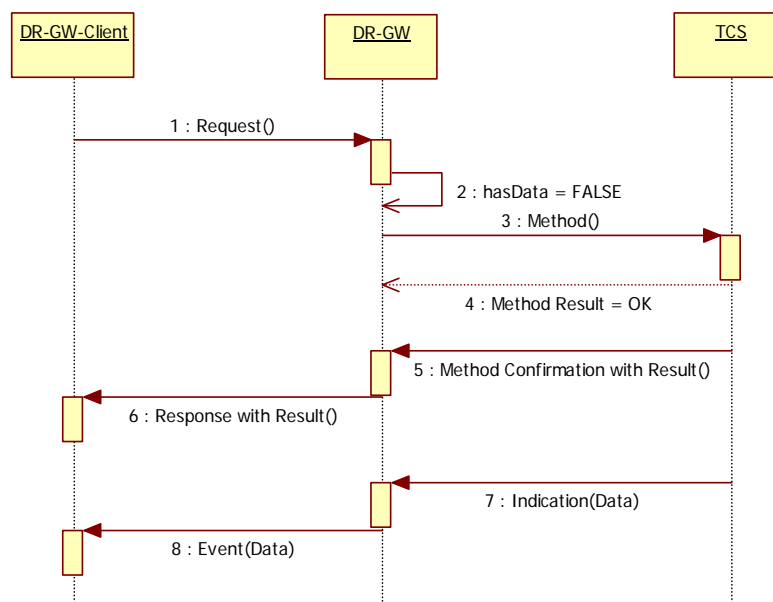 DR-GW-Client
DR-GW
TCS
1 : Request()
2 : hasData = FALSE
3 : Method()
4 : Method Result = OK
5 : Method Confirmation with Result()
6 : Response with Result()
7 : Indication(Data)
8 : Event(Data)